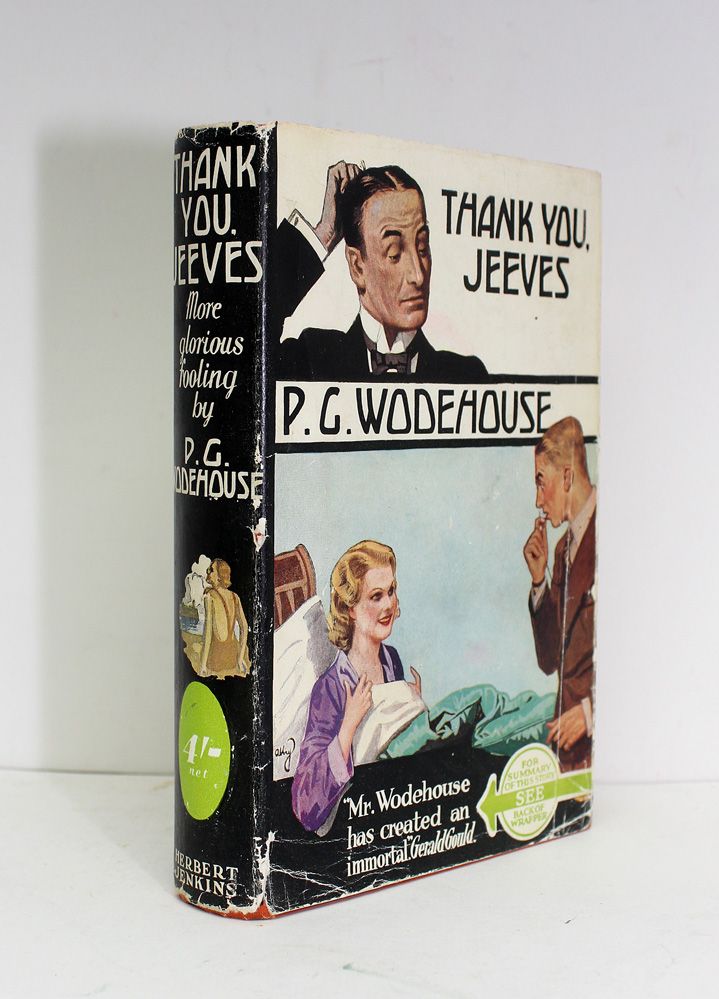 THANK
YOU,
JEEVES
More
glorious
fooling
by
P. G.
WODEHOUSE
4/-
net
HERBERT
JENKINS
THANK YOU,
JEEVES
P. G. WODEHOUSE
"Mr. Wodehouse
has created an
immortal." Gerald Gould.
FOR
SUMMARY
OF THIS STORY
SEE
BACK OF
WRAPPER